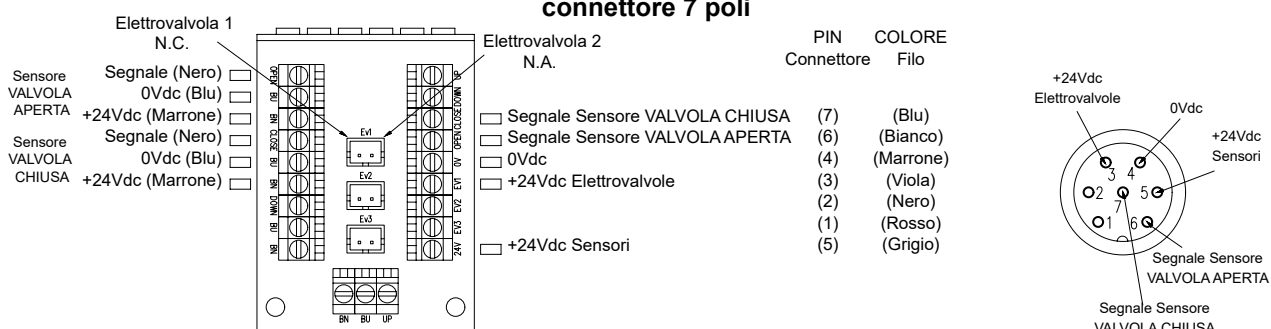 connettore 7 poli
Elettrovalvola 1
N.C.
Elettrovalvola 2
N.A.
Sensore
VALVOLA
APERTA
Segnale (Nero)
0Vdc (Blu)
+24Vdc (Marrone)
Sensore
VALVOLA
CHIUSA
Segnale (Nero)
0Vdc (Blu)
+24Vdc (Marrone)
OPEN
BU
BN
CLOSE
BU
BN
DOWN
BU
BN
Ev1
Ev2
Ev3
UP
DOWN
CLOSE
OPEN
0V
EV1
EV2
EV3
24V
BN BU UP
PIN COLORE
Connettore Filo
Segnale Sensore VALVOLA CHIUSA (7) (Blu)
Segnale Sensore VALVOLA APERTA (6) (Bianco)
0Vdc (4) (Marrone)
+24Vdc Elettrovalvole (3) (Viola)
(2) (Nero)
(1) (Rosso)
+24Vdc Sensori (5) (Grigio)
+24Vdc
Elettrovalvole
0Vdc
+24Vdc
Sensori
3 4
2 5
7
1 6
Segnale Sensore
VALVOLA APERTA
Segnale Sensore
VALVOLA CHIUSA